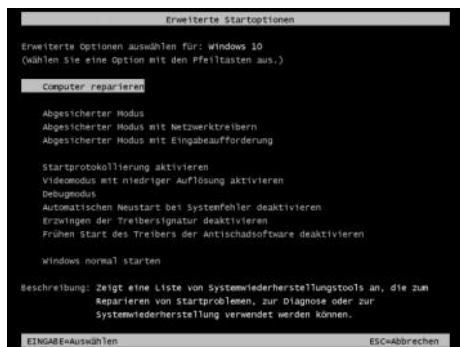 Erweiterte Startoptionen
Erweiterte Optionen auswählen für: Windows 10
(Wählen Sie eine Option mit den Pfeiltasten aus.)
Computer reparieren
Abgesicherter Modus
Abgesicherter Modus mit Netzwerktreibern
Abgesicherter Modus mit Eingabeaufforderung
Startprotokollierung aktivieren
Videomodus mit niedriger Auflösung aktivieren
Debugmodus
Automatischen Neustart bei Systemfehler deaktivieren
Erzwingen der Treibersignatur deaktivieren
Frühen Start des Treibers der Antischadsoftware deaktivieren
Windows normal starten
Beschreibung: Zeigt eine Liste von Systemwiederherstellungstools an, die zum
Reparieren von Startproblemen, zur Diagnose oder zur
Systemwiederherstellung verwendet werden können.
EINGABE=Auswählen ESC=Abbrechen